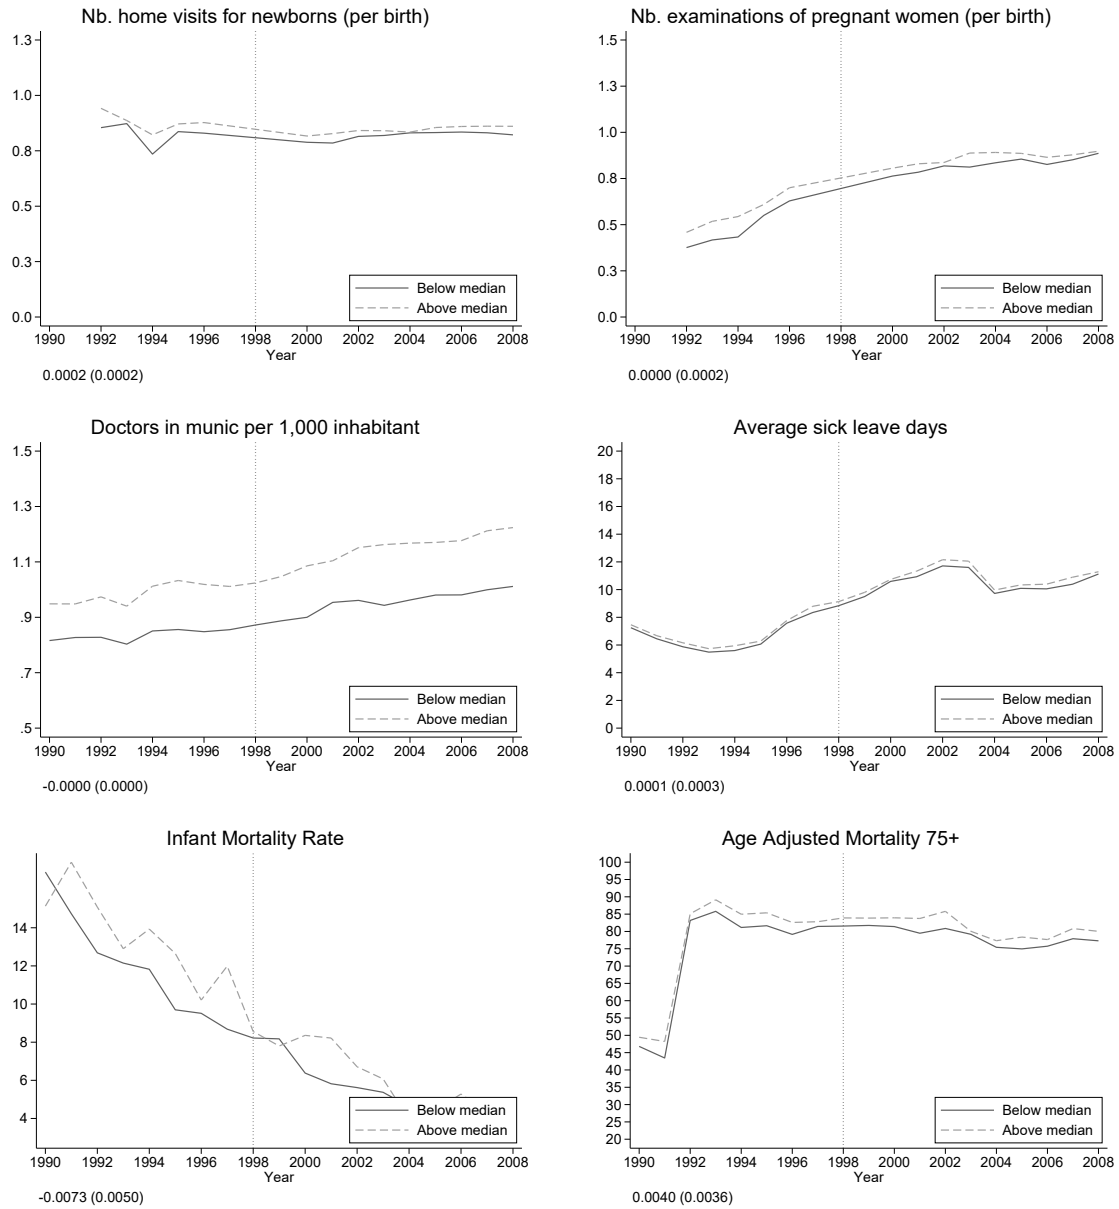 Nb. home visits for newborns (per birth)
1.3
1.0
0.8
0.5
0.3
0.0
Below median
Above median
1990 1992 1994 1996 1998 2000 2002 2004 2006 2008
Year
0.0002 (0.0002)
Nb. examinations of pregnant women (per birth)
1.5
1.3
1.0
0.8
0.5
0.3
0.0
Below median
Above median
1990 1992 1994 1996 1998 2000 2002 2004 2006 2008
Year
0.0000 (0.0002)
Doctors in munic per 1,000 inhabitant
1.5
1.3
1.1
.9
.7
.5
Below median
Above median
1990 1992 1994 1996 1998 2000 2002 2004 2006 2008
Year
-0.0000 (0.0000)
Average sick leave days
20
18
16
14
12
10
8
6
4
2
0
Below median
Above median
1990 1992 1994 1996 1998 2000 2002 2004 2006 2008
Year
0.0001 (0.0003)
Infant Mortality Rate
14
10
8
6
4
Below median
Above median
1990 1992 1994 1996 1998 2000 2002 2004 2006 2008
Year
-0.0073 (0.0050)
Age Adjusted Mortality 75+
100
95
90
85
80
75
70
65
60
55
50
45
40
35
30
25
20
Below median
Above median
1990 1992 1994 1996 1998 2000 2002 2004 2006 2008
Year
0.0040 (0.0036)